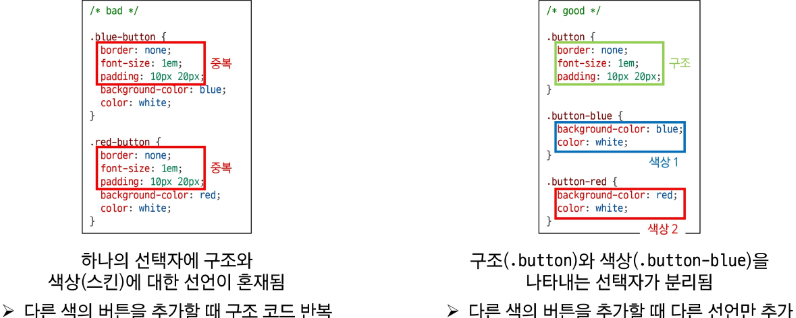 /* bad */
.blue-button {
border: none;
font-size: 1em;
padding: 10px 20px;
중복
background-color: blue;
color: white;
}
.red-button {
border: none;
font-size: 1em;
padding: 10px 20px;
중복
background-color: red;
color: white;
}
하나의 선택자에 구조와
색상(스킨)에 대한 선언이 혼재됨
➢ 다른 색의 버튼을 추가할 때 구조 코드 반복
/* good */
.button {
border: none;
font-size: 1em;
padding: 10px 20px;
구조
}
.button-blue {
background-color: blue;
color: white;
}
색상 1
.button-red {
background-color: red;
color: white;
}
색상 2
구조(.button)와 색상(.button-blue)을
나타내는 선택자가 분리됨
➢ 다른 색의 버튼을 추가할 때 다른 선언만 추가